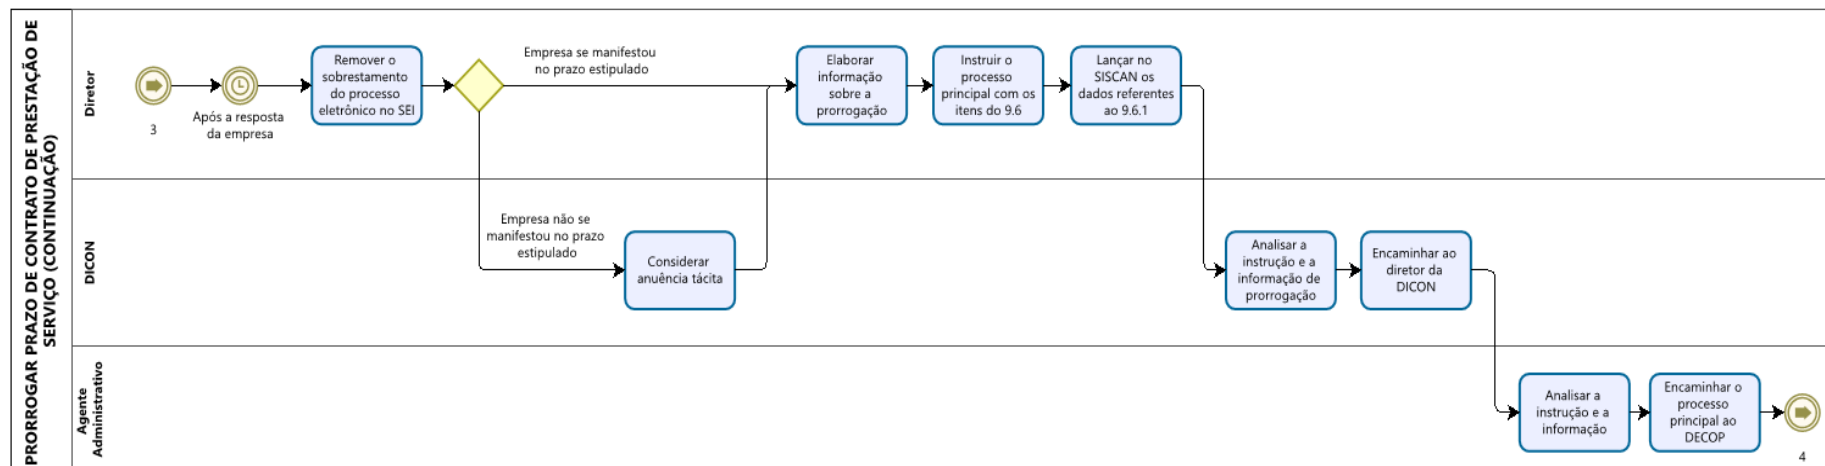 PRORROGAR PRAZO DE CONTRATO DE PRESTAÇÃO DE
SERVIÇO (CONTINUAÇÃO)
Diretor
3
Após a resposta
da empresa
Remover o
sobrestamento
do processo
eletrônico no SEI
Empresa se manifestou
no prazo estipulado
Elaborar
informação
sobre a
prorrogação
Instruir o
processo
principal com os
itens do 9.6
Lançar no
SISCAN os
dados referentes
ao 9.6.1
DICON
Empresa não se
manifestou no prazo
estipulado
Considerar
anuência tácita
Analisar a
instrução e a
informação de
prorrogação
Encaminhar ao
diretor da
DICON
Agente
Administrativo
Analisar a
instrução e a
informação
Encaminhar o
processo
principal ao
DECOP
4